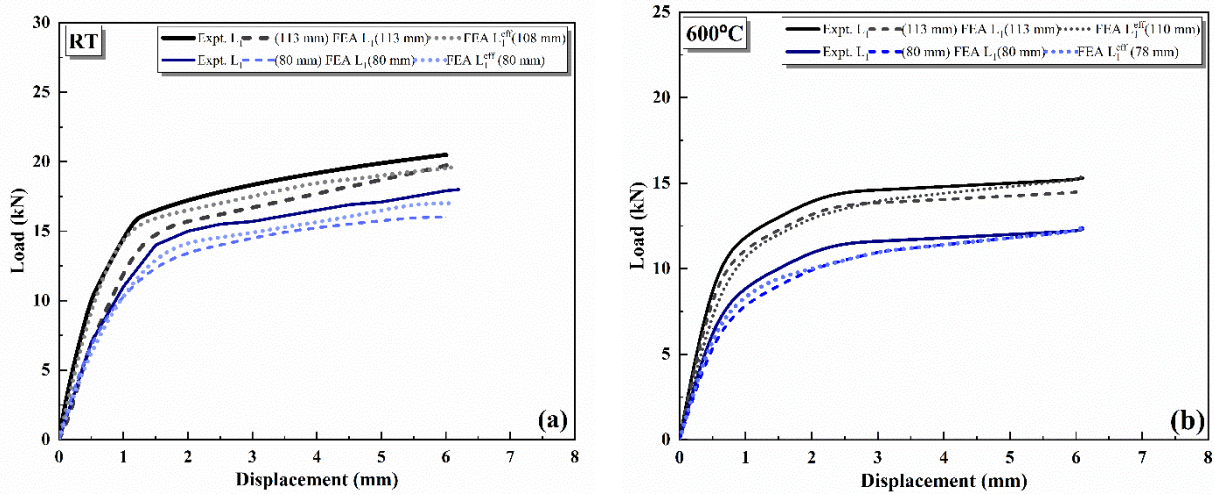 RT
Expt. L₁ (113 mm) FEA L₁(113 mm) FEA L₁ᵉᶠᶠ(108 mm)
Expt. L₁ (80 mm) FEA L₁(80 mm) FEA L₁ᵉᶠᶠ (80 mm)
30
25
20
15
10
5
0
Load (kN)
0 1 2 3 4 5 6 7 8
Displacement (mm)
(a)
600°C
Expt. L₁ (113 mm) FEA L₁(113 mm) FEA L₁ᵉᶠᶠ(110 mm)
Expt. L₁ (80 mm) FEA L₁(80 mm) FEA L₁ᵉᶠᶠ (78 mm)
25
20
15
10
5
0
Load (kN)
0 1 2 3 4 5 6 7 8
Displacement (mm)
(b)